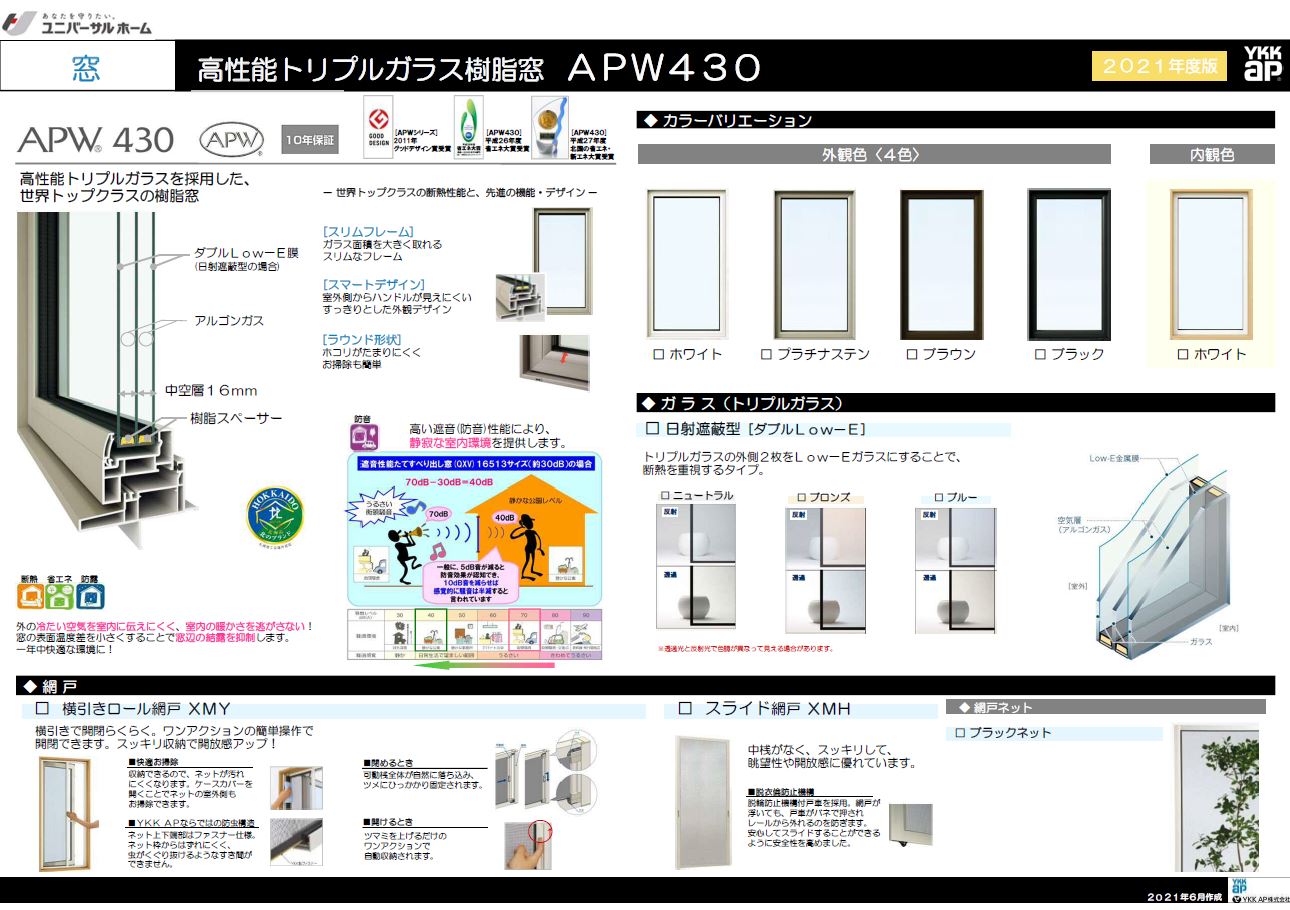 あなたを守りたい。
ユニバーサルホーム
窓
高性能トリプルガラス樹脂窓 APW430
2021年度版
YKK
ap
APW 430
APW
10年保証
GOOD
DESIGN
[APWシリーズ]
2011年
グッドデザイン賞受賞
省エネ大賞
[APW430]
平成26年度
省エネ大賞受賞
[APW430]
平成27年度
北国の省エネ・
新エネ大賞受賞
高性能トリプルガラスを採用した、
世界トップクラスの樹脂窓
ダブルLow-E膜
(日射遮蔽型の場合)
アルゴンガス
中空層16mm
樹脂スペーサー
HOKKAIDO
北のブランド
断熱 省エネ 防露
外の冷たい空気を室内に伝えにくく、室内の暖かさを逃がさない!
窓の表面温度差を小さくすることで窓辺の結露を抑制します。
一年中快適な環境に!
― 世界トップクラスの断熱性能と、先進の機能・デザイン ―
[スリムフレーム]
ガラス面積を大きく取れる
スリムなフレーム
[スマートデザイン]
室外側からハンドルが見えにくい
すっきりとした外観デザイン
[ラウンド形状]
ホコリがたまりにくく
お掃除も簡単
防音
高い遮音(防音)性能により、
静寂な室内環境を提供します。
遮音性能たてすべり出し窓(QXV)16513サイズ(約30dB)の場合
70dB-30dB=40dB
うるさい
街頭騒音
静かな公園レベル
70dB
40dB
一般に、5dB音が減ると
防音効果が認知でき、
10dB音を減らせば
感覚的に騒音は半減すると
言われています
30 40 50 60 70 80 90
静か 日常生活で望ましい範囲 うるさい きわめてうるさい
◆ カラーバリエーション
外観色〈4色〉
内観色
□ ホワイト
□ プラチナステン
□ ブラウン
□ ブラック
□ ホワイト
◆ ガラス(トリプルガラス)
□ 日射遮蔽型 [ダブルLow-E]
トリプルガラスの外側2枚をLow-Eガラスにすることで、
断熱を重視するタイプ。
□ ニュートラル
□ ブロンズ
□ ブルー
反射
反射
反射
透過
透過
透過
※透過光と反射光で色調が異なって見える場合があります。
Low-E金属膜
空気層
(アルゴンガス)
[室外]
[室内]
ガラス
◆ 網戸
□ 横引きロール網戸 XMY
横引きで開閉らくらく。ワンアクションの簡単操作で
開閉できます。スッキリ収納で開放感アップ!
■快適お掃除
収納できるので、ネットが汚れ
にくくなります。ケースカバーを
開くことでネットの室外側も
お掃除できます。
■YKK APならではの防虫構造
ネット上下端部はファスナー仕様。
ネット枠からはずれにくく、
虫がくぐり抜けるようなすき間が
できません。
■閉めるとき
可動桟全体が自然に落ち込み、
ツメにひっかかり固定されます。
■開けるとき
ツマミを上げるだけの
ワンアクションで
自動収納されます。
□ スライド網戸 XMH
中桟がなく、スッキリして、
眺望性や開放感に優れています。
■脱衣倫防止機構
脱輪防止機構付戸車を採用。網戸が
浮いても、戸車がバネで押され
レールから外れるのを防ぎます。
安心してスライドすることができる
ように安全性を高めました。
◆ 網戸ネット
□ ブラックネット
2021年6月作成
YKK
ap
YKK AP株式会社